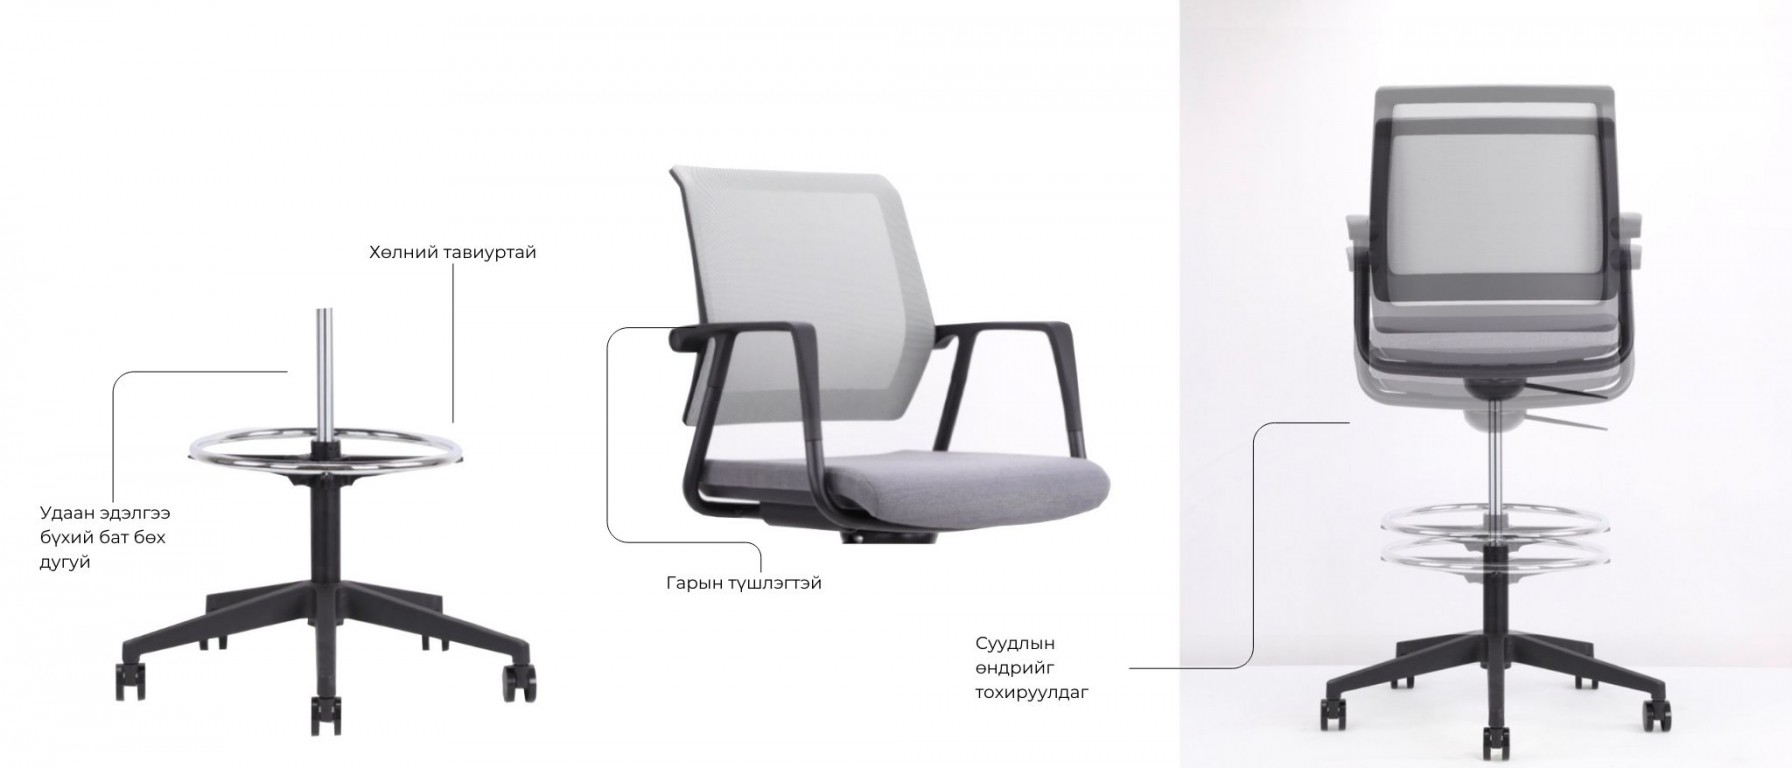 Хөлний тавиуртай
Удаан эдэлгээ
бүхий бат бөх
дугуй
Гарын түшлэгтэй
Суудлын
өндрийг
тохируулдаг